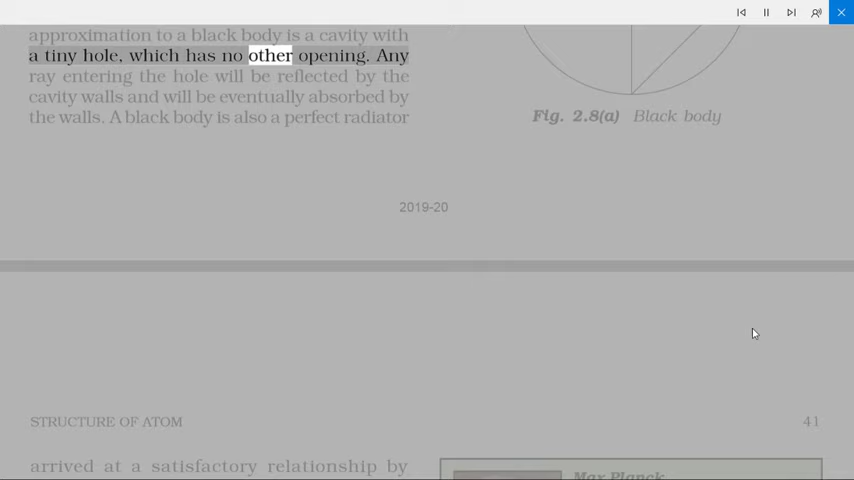 approximation to a black body is a cavity with
a tiny hole, which has no other opening. Any
ray entering the hole will be reflected by the
cavity walls and will be eventually absorbed by
the walls. A black body is also a perfect radiator
Fig. 2.8(a) Black body
2019-20
STRUCTURE OF ATOM
41
arrived at a satisfactory relationship by
Max Planck